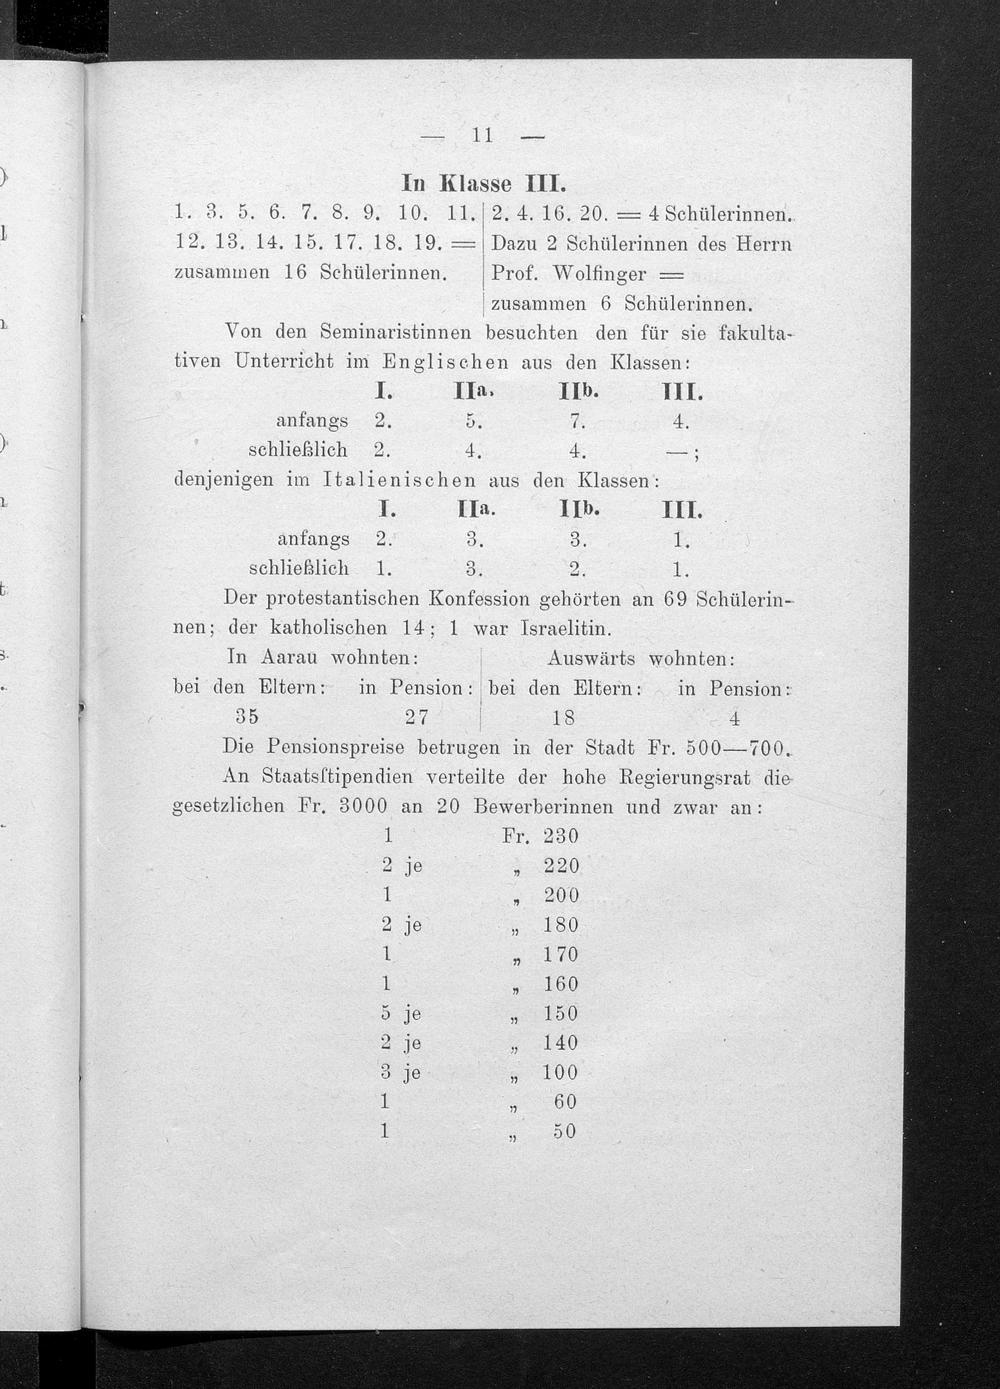 — 11 —
In Klasse III.
1. 3. 5. 6. 7. 8. 9. 10. 11.
12. 13. 14. 15. 17. 18. 19. =
zusammen 16 Schülerinnen.
2. 4. 16. 20. = 4 Schülerinnen.
Dazu 2 Schülerinnen des Herrn
Prof. Wolfinger =
zusammen 6 Schülerinnen.
Von den Seminaristinnen besuchten den für sie fakulta-
tiven Unterricht im Englischen aus den Klassen:
I. IIa. IIb. III.
anfangs 2. 5. 7. 4.
schließlich 2. 4. 4. — ;
denjenigen im Italienischen aus den Klassen:
I. IIa. IIb. III.
anfangs 2. 3. 3. 1.
schließlich 1. 3. 2. 1.
Der protestantischen Konfession gehörten an 69 Schülerin-
nen; der katholischen 14; 1 war Israelitin.
In Aarau wohnten: Auswärts wohnten:
bei den Eltern: in Pension: bei den Eltern: in Pension:
35 27 18 4
Die Pensionspreise betrugen in der Stadt Fr. 500—700.
An Staatsſtipendien verteilte der hohe Regierungsrat die
gesetzlichen Fr. 3000 an 20 Bewerberinnen und zwar an:
1 Fr. 230
2 je „ 220
1 „ 200
2 je „ 180
1 „ 170
1 „ 160
5 je „ 150
2 je „ 140
3 je „ 100
1 „ 60
1 „ 50